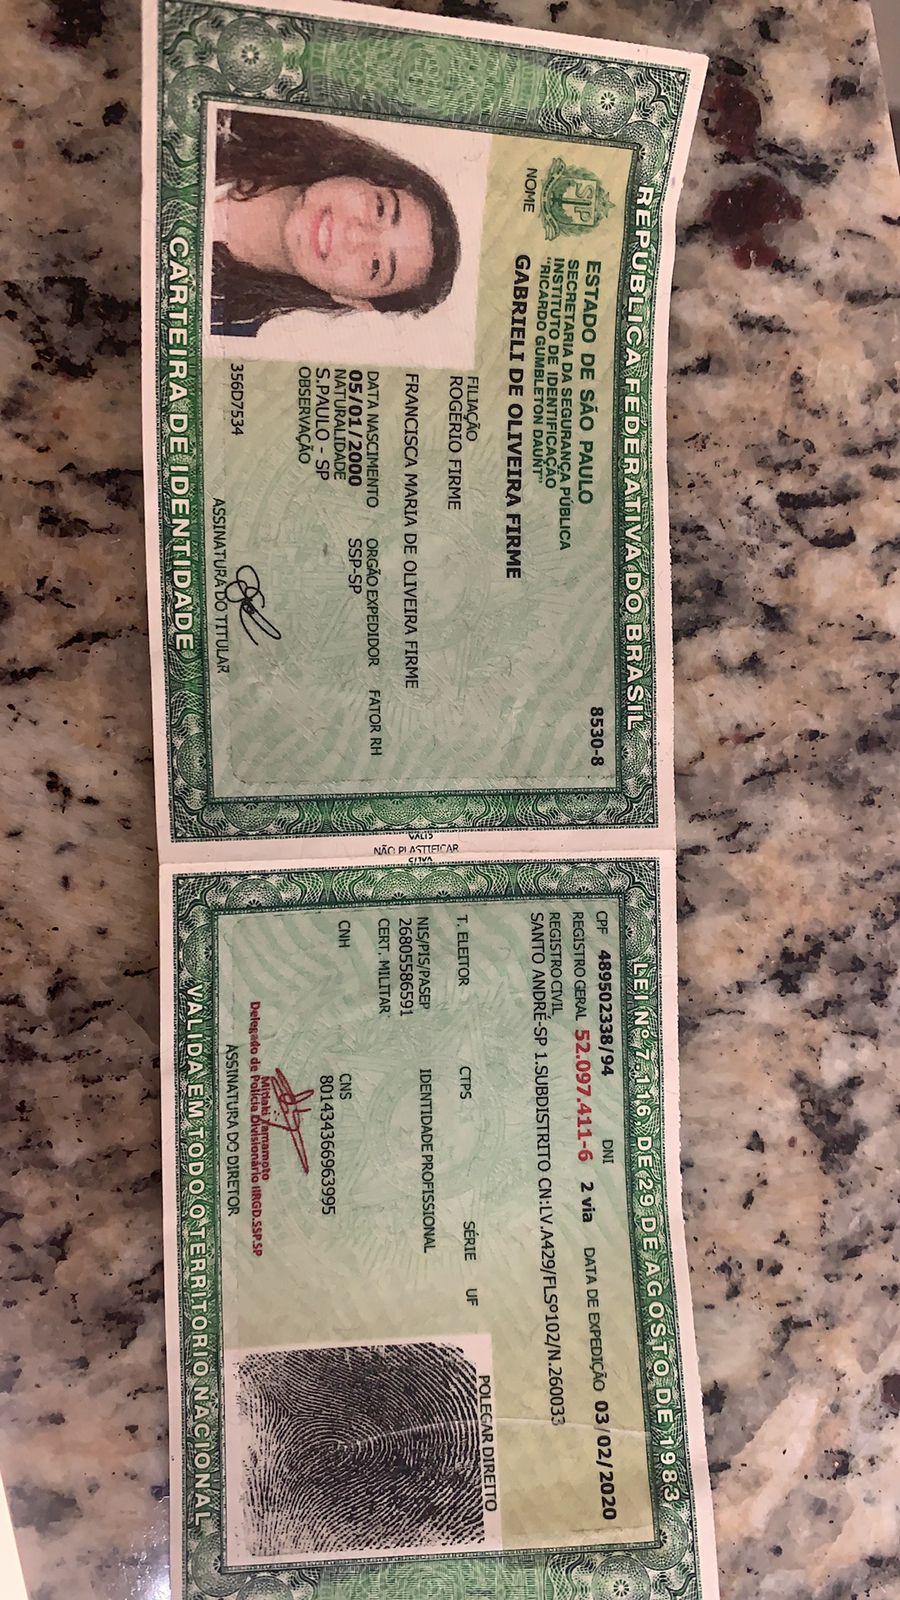 REPÚBLICA FEDERATIVA DO BRASIL
8530-8
ESTADO DE SÃO PAULO
SECRETARIA DA SEGURANÇA PÚBLICA
INSTITUTO DE IDENTIFICAÇÃO
"RICARDO GUMBLETON DAUNT"
NOME
GABRIELI DE OLIVEIRA FIRME
FILIAÇÃO
ROGÉRIO FIRME
FRANCISCA MARIA DE OLIVEIRA FIRME
DATA NASCIMENTO ORGÃO EXPEDIDOR FATOR RH
05/01/2000 SSP-SP
NATURALIDADE
S.PAULO - SP
OBSERVAÇÃO
356D7534
ASSINATURA DO TITULAR
CARTEIRA DE IDENTIDADE
NÃO PLASTIFICAR
LEI Nº 7.116, DE 29 DE AGOSTO DE 1983
CPF 489502338/94 DNI
REGISTRO GERAL 52.097.411-6 2 via DATA DE EXPEDIÇÃO 03/02/2020
REGISTRO CIVIL
SANTO ANDRÉ-SP 1.SUBDISTRITO CN:LV.A429/FLSº102/N.260033
POLEGAR DIREITO
T. ELEITOR CTPS SÉRIE UF
NIS/PIS/PASEP IDENTIDADE PROFISSIONAL
26805586591
CERT. MILITAR
CNH CNS
801434366963995
Mitiaki Yamamoto
Delegado de Polícia Divisionário IIRGD.SSP.SP
ASSINATURA DO DIRETOR
VALIDA EM TODO O TERRITORIO NACIONAL